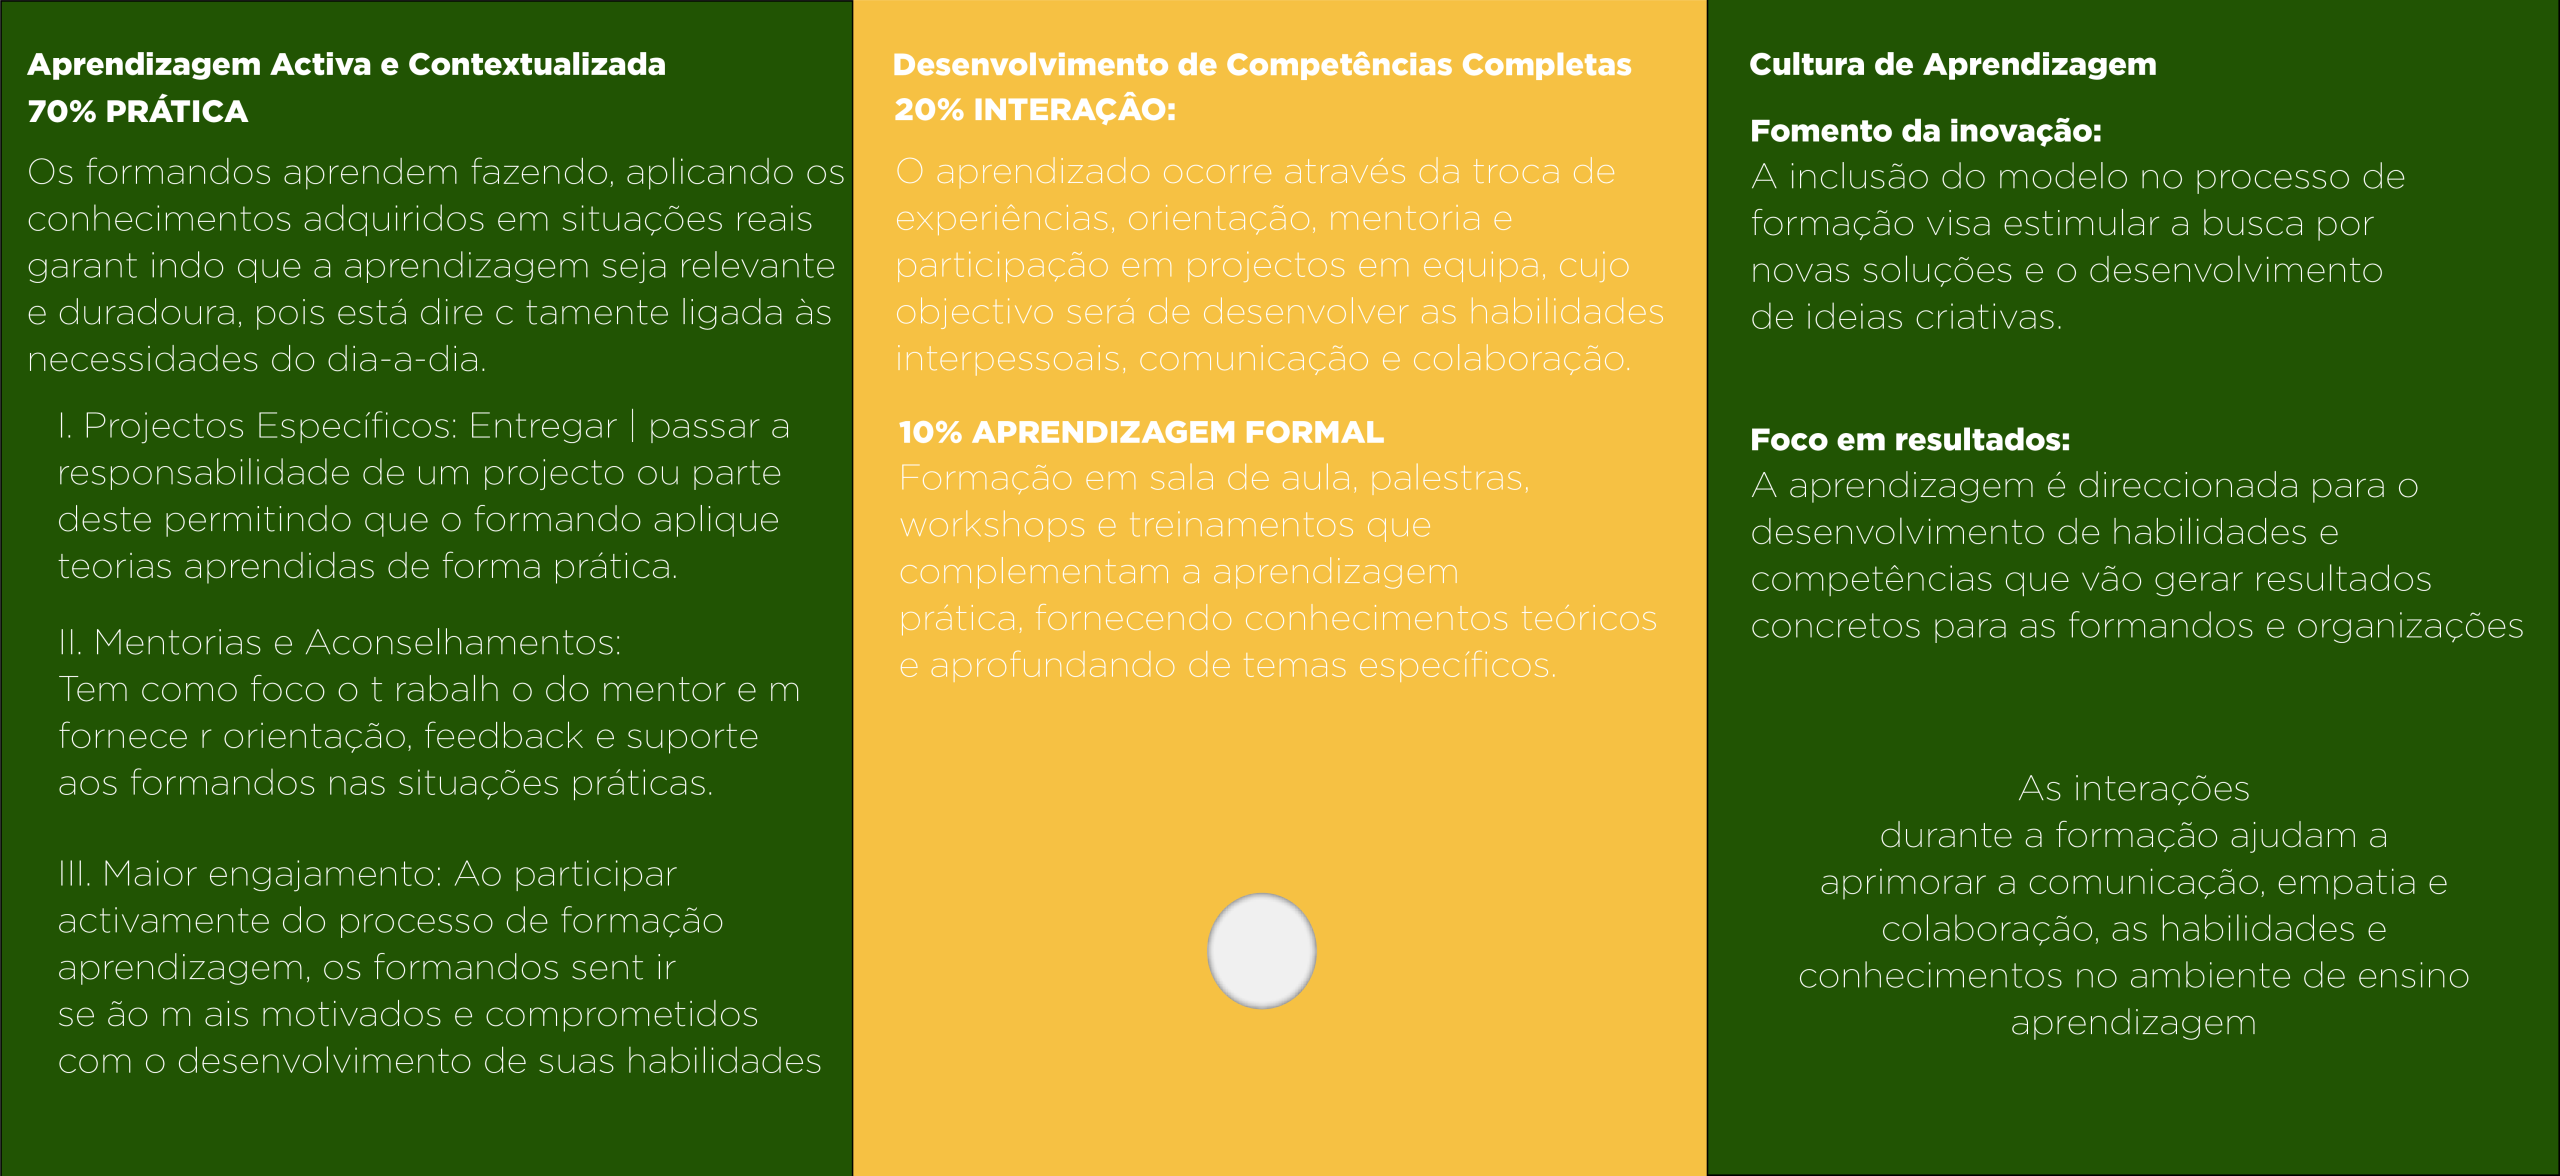 Aprendizagem Activa e Contextualizada
70% PRÁTICA
Os formandos aprendem fazendo, aplicando os
conhecimentos adquiridos em situações reais
garant indo que a aprendizagem seja relevante
e duradoura, pois está dire c tamente ligada às
necessidades do dia-a-dia.
I. Projectos Específicos: Entregar | passar a
responsabilidade de um projecto ou parte
deste permitindo que o formando aplique
teorias aprendidas de forma prática.
II. Mentorias e Aconselhamentos:
Tem como foco o t rabalh o do mentor e m
fornece r orientação, feedback e suporte
aos formandos nas situações práticas.
III. Maior engajamento: Ao participar
activamente do processo de formação
aprendizagem, os formandos sent ir
se ão m ais motivados e comprometidos
com o desenvolvimento de suas habilidades
Desenvolvimento de Competências Completas
20% INTERAÇÂO:
O aprendizado ocorre através da troca de
experiências, orientação, mentoria e
participação em projectos em equipa, cujo
objectivo será de desenvolver as habilidades
interpessoais, comunicação e colaboração.
10% APRENDIZAGEM FORMAL
Formação em sala de aula, palestras,
workshops e treinamentos que
complementam a aprendizagem
prática, fornecendo conhecimentos teóricos
e aprofundando de temas específicos.
Cultura de Aprendizagem
Fomento da inovação:
A inclusão do modelo no processo de
formação visa estimular a busca por
novas soluções e o desenvolvimento
de ideias criativas.
Foco em resultados:
A aprendizagem é direccionada para o
desenvolvimento de habilidades e
competências que vão gerar resultados
concretos para as formandos e organizações
As interações
durante a formação ajudam a
aprimorar a comunicação, empatia e
colaboração, as habilidades e
conhecimentos no ambiente de ensino
aprendizagem